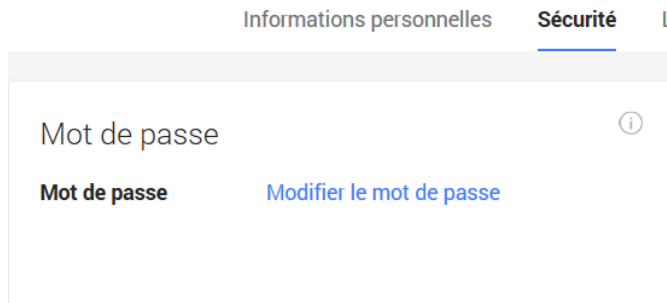 Informations personnelles Sécurité L
Mot de passe
Mot de passe Modifier le mot de passe